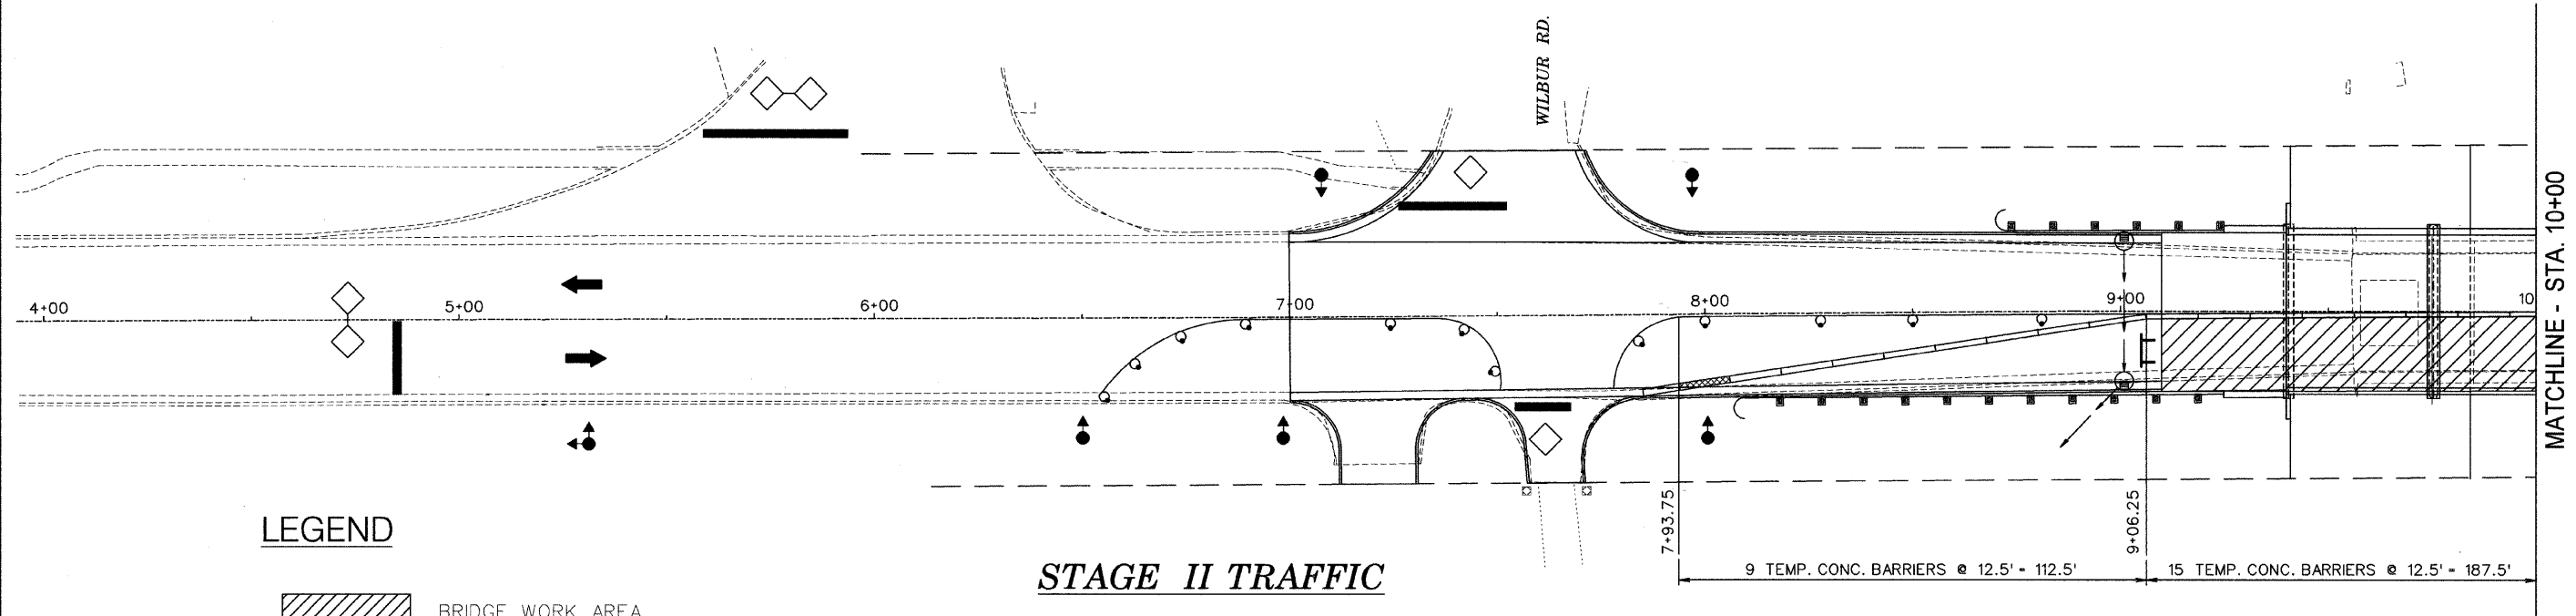 WILBUR RD.
4+00
5+00
6+00
7+00
8+00
9+00
10
MATCHLINE - STA. 10+00
7+93.75
9+06.25
9 TEMP. CONC. BARRIERS @ 12.5' = 112.5'
15 TEMP. CONC. BARRIERS @ 12.5' = 187.5'
LEGEND
STAGE II TRAFFIC
BRIDGE WORK AREA